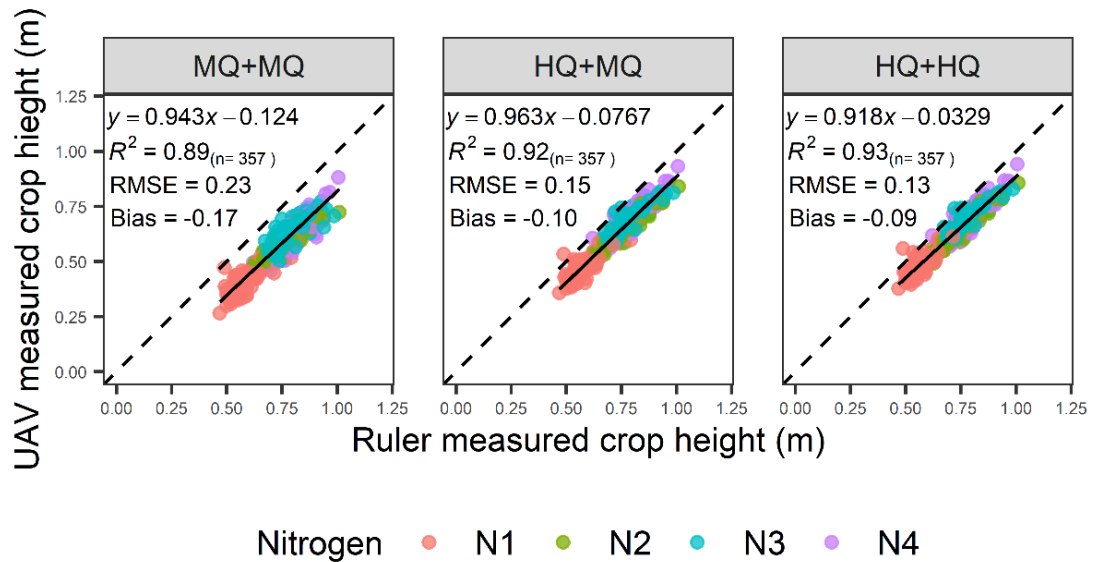 UAV measured crop hieght (m)
MQ+MQ HQ+MQ HQ+HQ
y = 0.943x – 0.124
R² = 0.89(n= 357 )
RMSE = 0.23
Bias = -0.17
y = 0.963x – 0.0767
R² = 0.92(n= 357 )
RMSE = 0.15
Bias = -0.10
y = 0.918x – 0.0329
R² = 0.93(n= 357 )
RMSE = 0.13
Bias = -0.09
1.25
1.00
0.75
0.50
0.25
0.00
0.00 0.25 0.50 0.75 1.00 1.25 0.00 0.25 0.50 0.75 1.00 1.25 0.00 0.25 0.50 0.75 1.00 1.25
Ruler measured crop height (m)
Nitrogen N1 N2 N3 N4